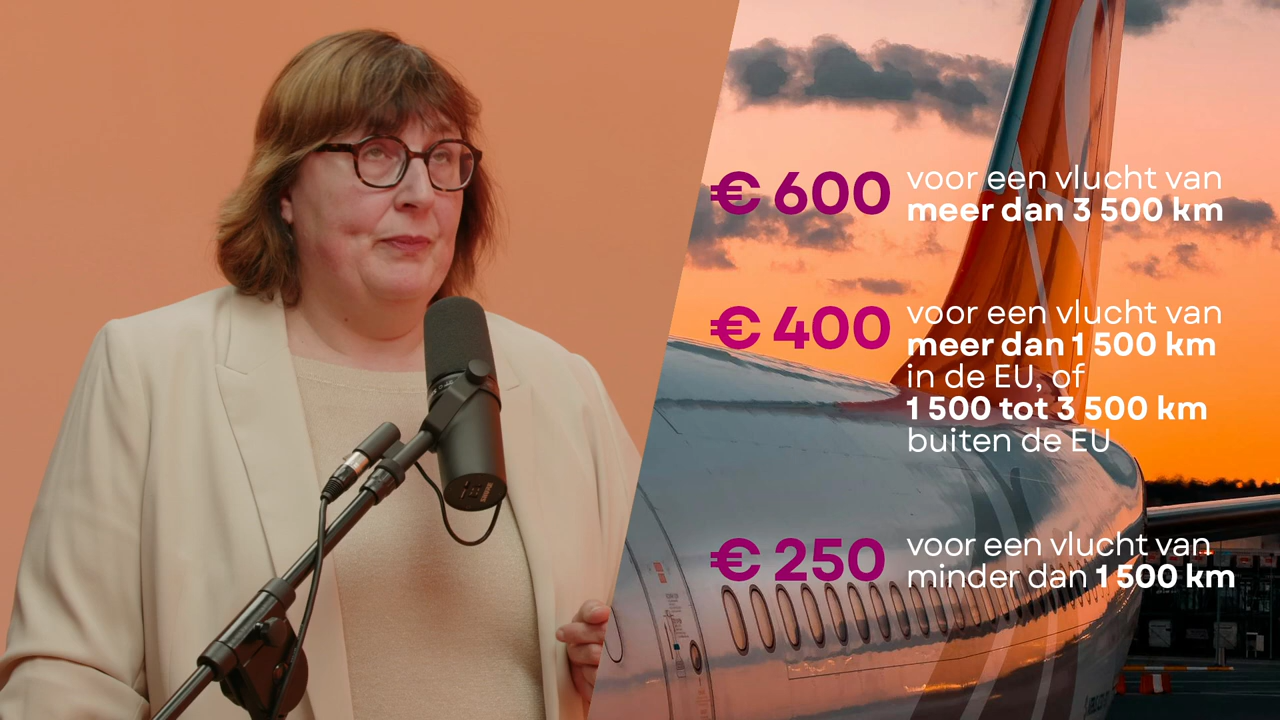 € 600
voor een vlucht van
meer dan 3 500 km
€ 400
voor een vlucht van
meer dan 1 500 km
in de EU, of
1 500 tot 3 500 km
buiten de EU
€ 250
voor een vlucht van
minder dan 1 500 km